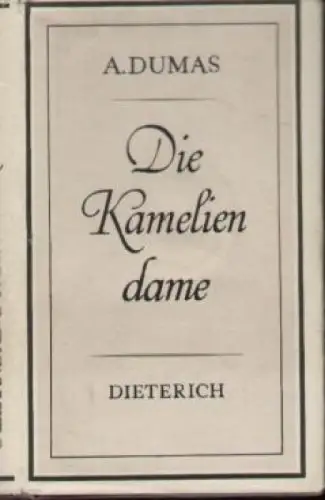 A.DUMAS
Die
Kamelien
dame
DIETERICH